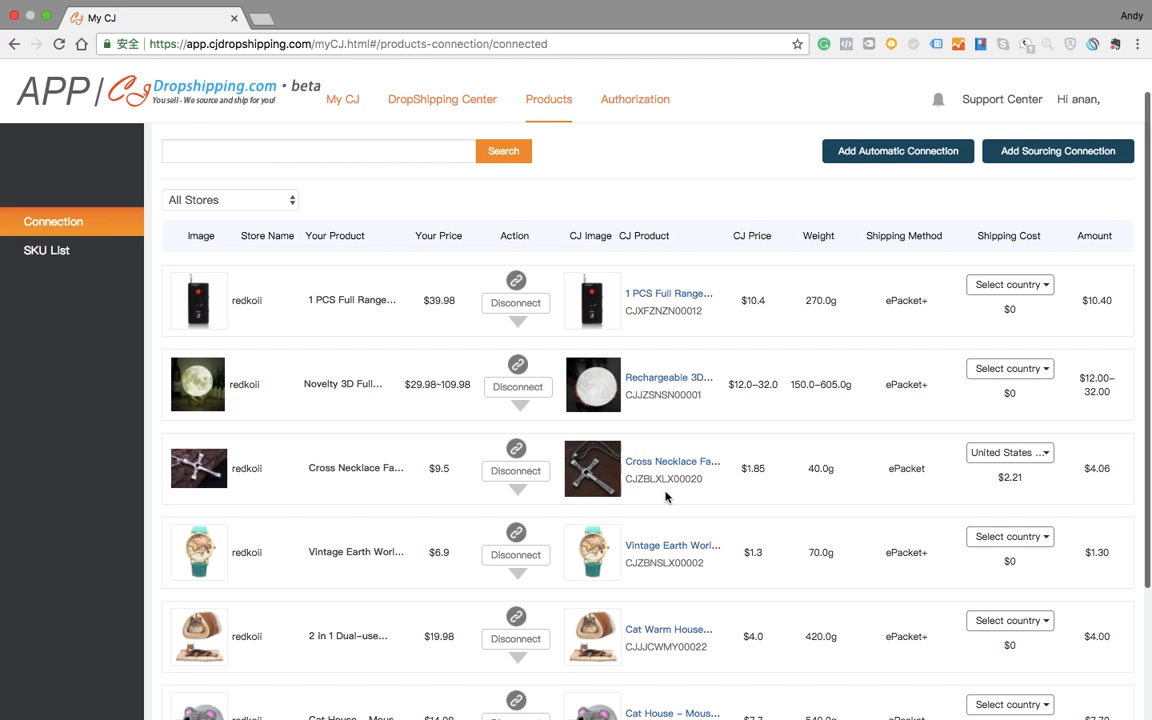 My CJ
Andy
安全 https://app.cjdropshipping.com/myCJ.html#/products-connection/connected
APP / CJ Dropshipping.com • beta
You sell - We source and ship for you!
My CJ DropShipping Center Products Authorization Support Center Hi anan,
Search Add Automatic Connection Add Sourcing Connection
All Stores
Connection
SKU List
Image Store Name Your Product Your Price Action CJ Image CJ Product CJ Price Weight Shipping Method Shipping Cost Amount
redkoii 1 PCS Full Range... $39.98 Disconnect 1 PCS Full Range... CJXFZNZN00012 $10.4 270.0g ePacket+ Select country $0 $10.40
redkoii Novelty 3D Full... $29.98~109.98 Disconnect Rechargeable 3D... CJJZSNSN00001 $12.0-32.0 150.0-605.0g ePacket+ Select country $0 $12.00-32.00
redkoii Cross Necklace Fa... $9.5 Disconnect Cross Necklace Fa... CJZBLXLX00020 $1.85 40.0g ePacket United States ... $2.21 $4.06
redkoii Vintage Earth Worl... $6.9 Disconnect Vintage Earth Worl... CJZBNSLX00002 $1.3 70.0g ePacket+ Select country $0 $1.30
redkoii 2 in 1 Dual-use... $19.98 Disconnect Cat Warm House... CJJJCWMY00022 $4.0 420.0g ePacket+ Select country $0 $4.00
Cat House - Mous... Select country